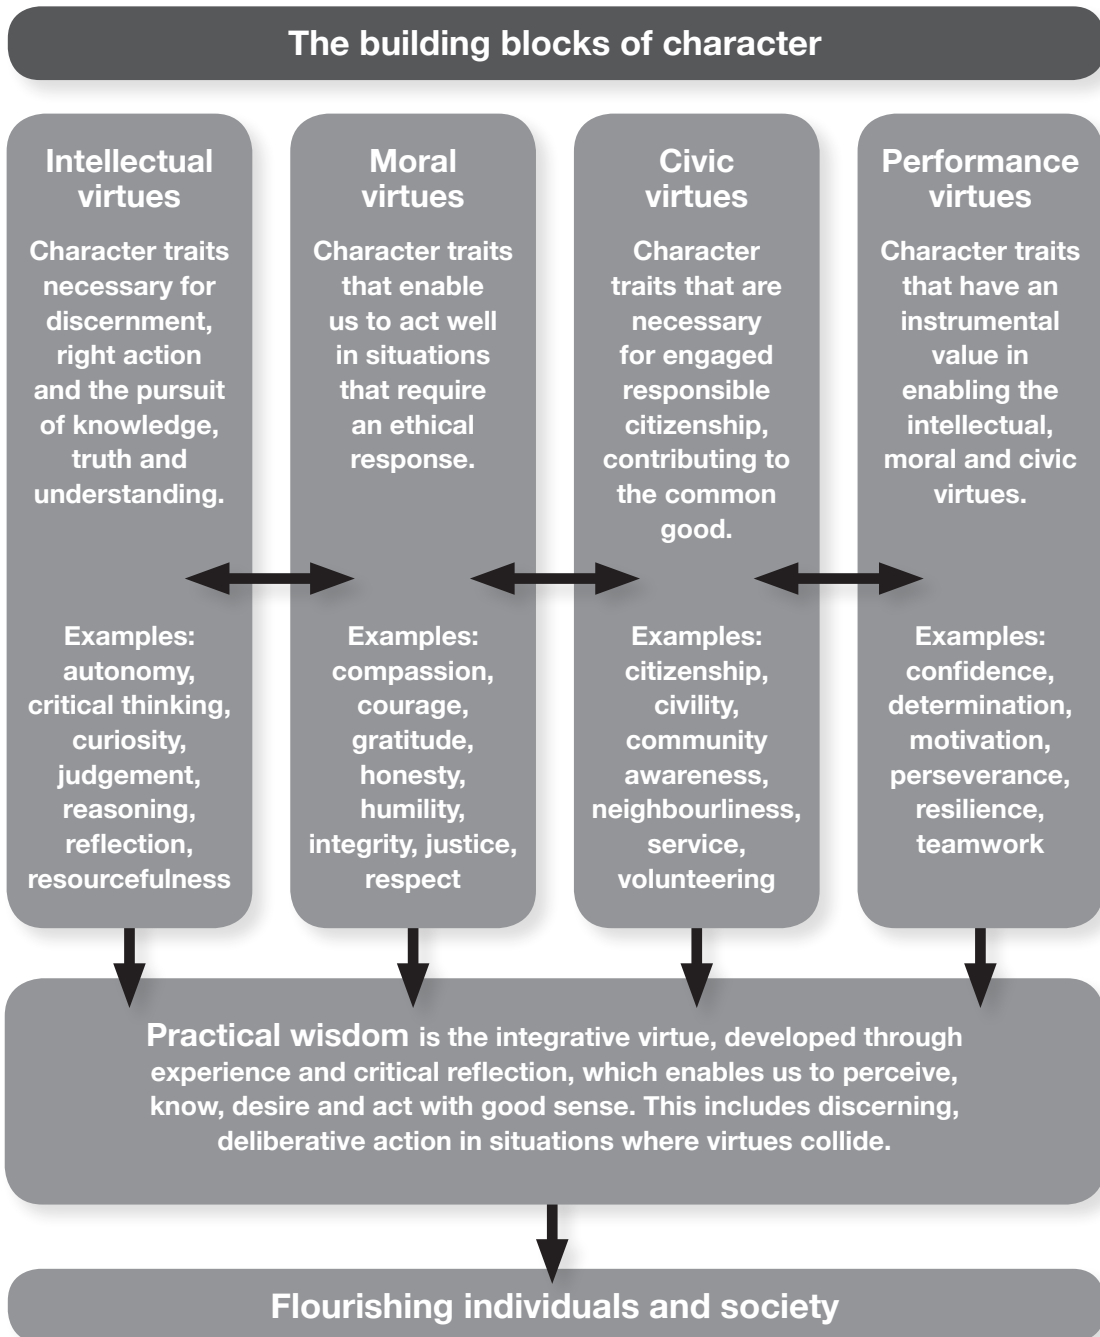 The building blocks of character
Intellectual
virtues
Character traits
necessary for
discernment,
right action
and the pursuit
of knowledge,
truth and
understanding.
Examples:
autonomy,
critical thinking,
curiosity,
judgement,
reasoning,
reflection,
resourcefulness
Moral
virtues
Character traits
that enable
us to act well
in situations
that require
an ethical
response.
Examples:
compassion,
courage,
gratitude,
honesty,
humility,
integrity, justice,
respect
Civic
virtues
Character
traits that are
necessary
for engaged
responsible
citizenship,
contributing to
the common
good.
Examples:
citizenship,
civility,
community
awareness,
neighbourliness,
service,
volunteering
Performance
virtues
Character traits
that have an
instrumental
value in
enabling the
intellectual,
moral and civic
virtues.
Examples:
confidence,
determination,
motivation,
perseverance,
resilience,
teamwork
Practical wisdom is the integrative virtue, developed through
experience and critical reflection, which enables us to perceive,
know, desire and act with good sense. This includes discerning,
deliberative action in situations where virtues collide.
Flourishing individuals and society